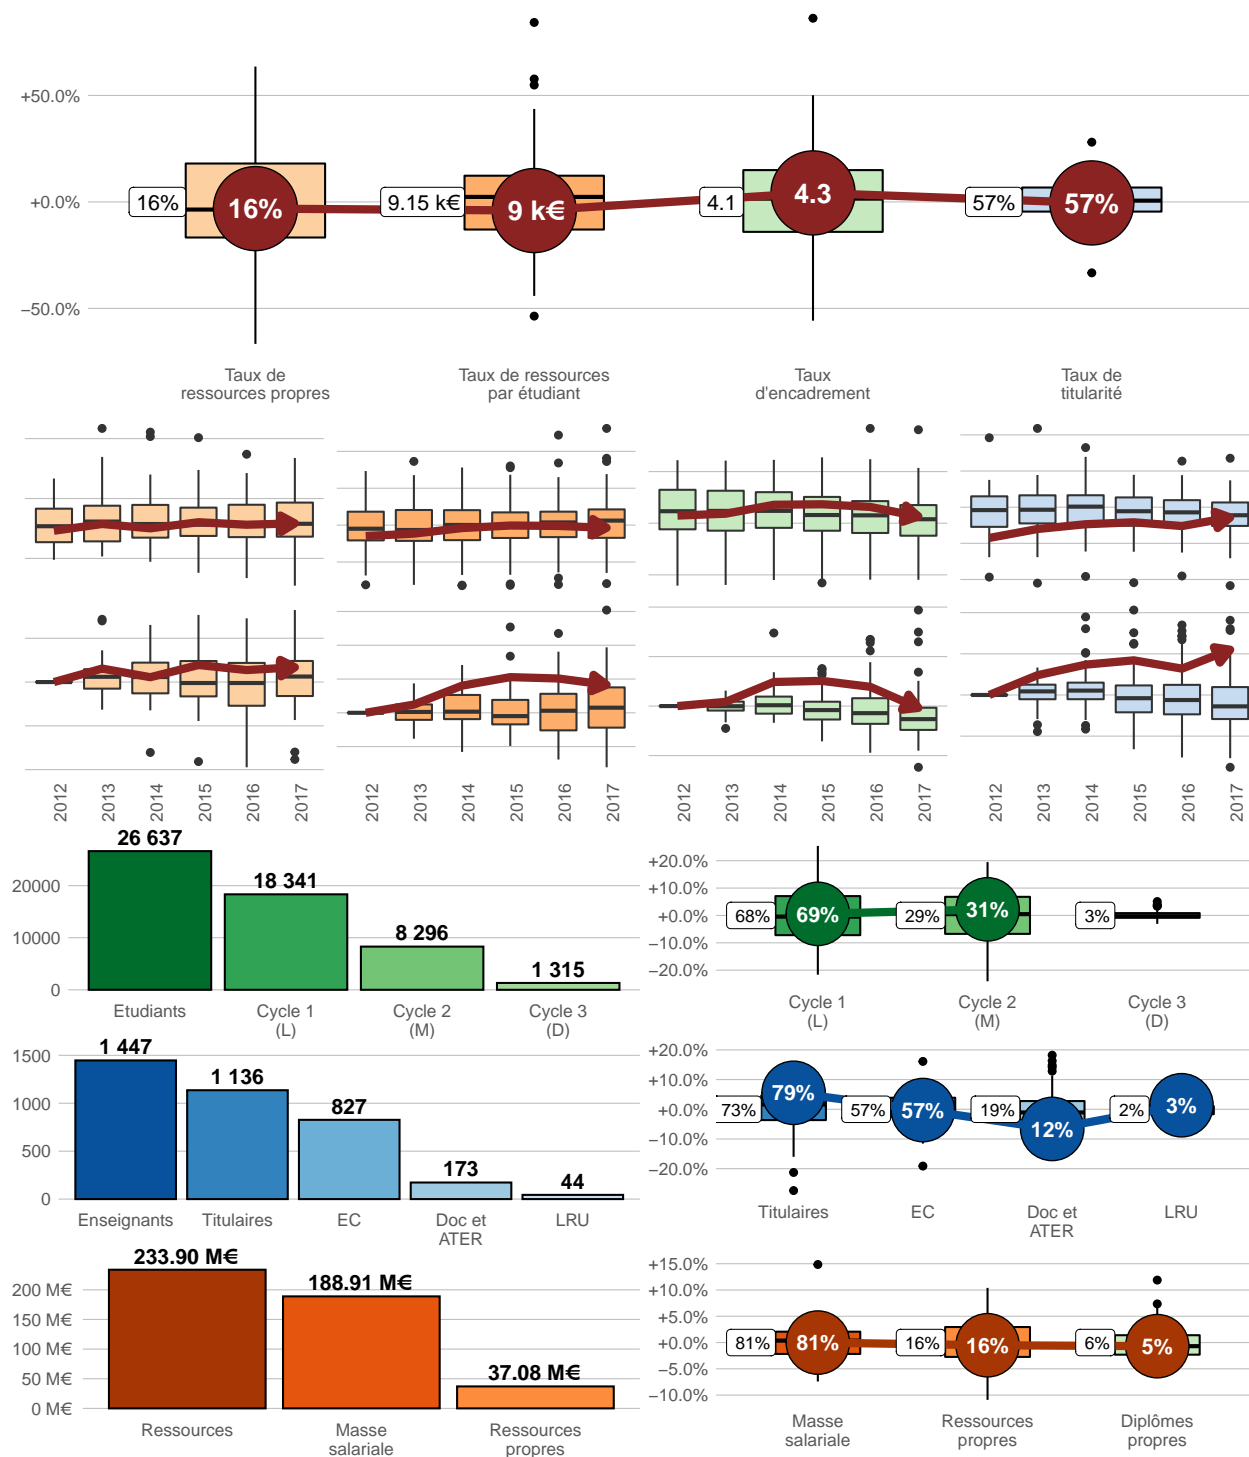 +50.0%
+0.0%
−50.0%
16%
16%
9.15 k€
9 k€
4.1
4.3
57%
57%
Taux de
ressources propres
Taux de ressources
par étudiant
Taux
d'encadrement
Taux de
titularité
2012
2013
2014
2015
2016
2017
2012
2013
2014
2015
2016
2017
2012
2013
2014
2015
2016
2017
2012
2013
2014
2015
2016
2017
26 637
18 341
8 296
1 315
20000
10000
0
Etudiants
Cycle 1
(L)
Cycle 2
(M)
Cycle 3
(D)
+20.0%
+10.0%
+0.0%
−10.0%
−20.0%
68%
69%
29%
31%
3%
Cycle 1
(L)
Cycle 2
(M)
Cycle 3
(D)
1 447
1 136
827
173
44
1500
1000
500
0
Enseignants
Titulaires
EC
Doc et
ATER
LRU
+20.0%
+10.0%
+0.0%
−10.0%
−20.0%
73%
79%
57%
57%
19%
12%
2%
3%
Titulaires
EC
Doc et
ATER
LRU
233.90 M€
188.91 M€
37.08 M€
200 M€
150 M€
100 M€
50 M€
0 M€
Ressources
Masse
salariale
Ressources
propres
+15.0%
+10.0%
+5.0%
+0.0%
−5.0%
−10.0%
81%
81%
16%
16%
6%
5%
Masse
salariale
Ressources
propres
Diplômes
propres